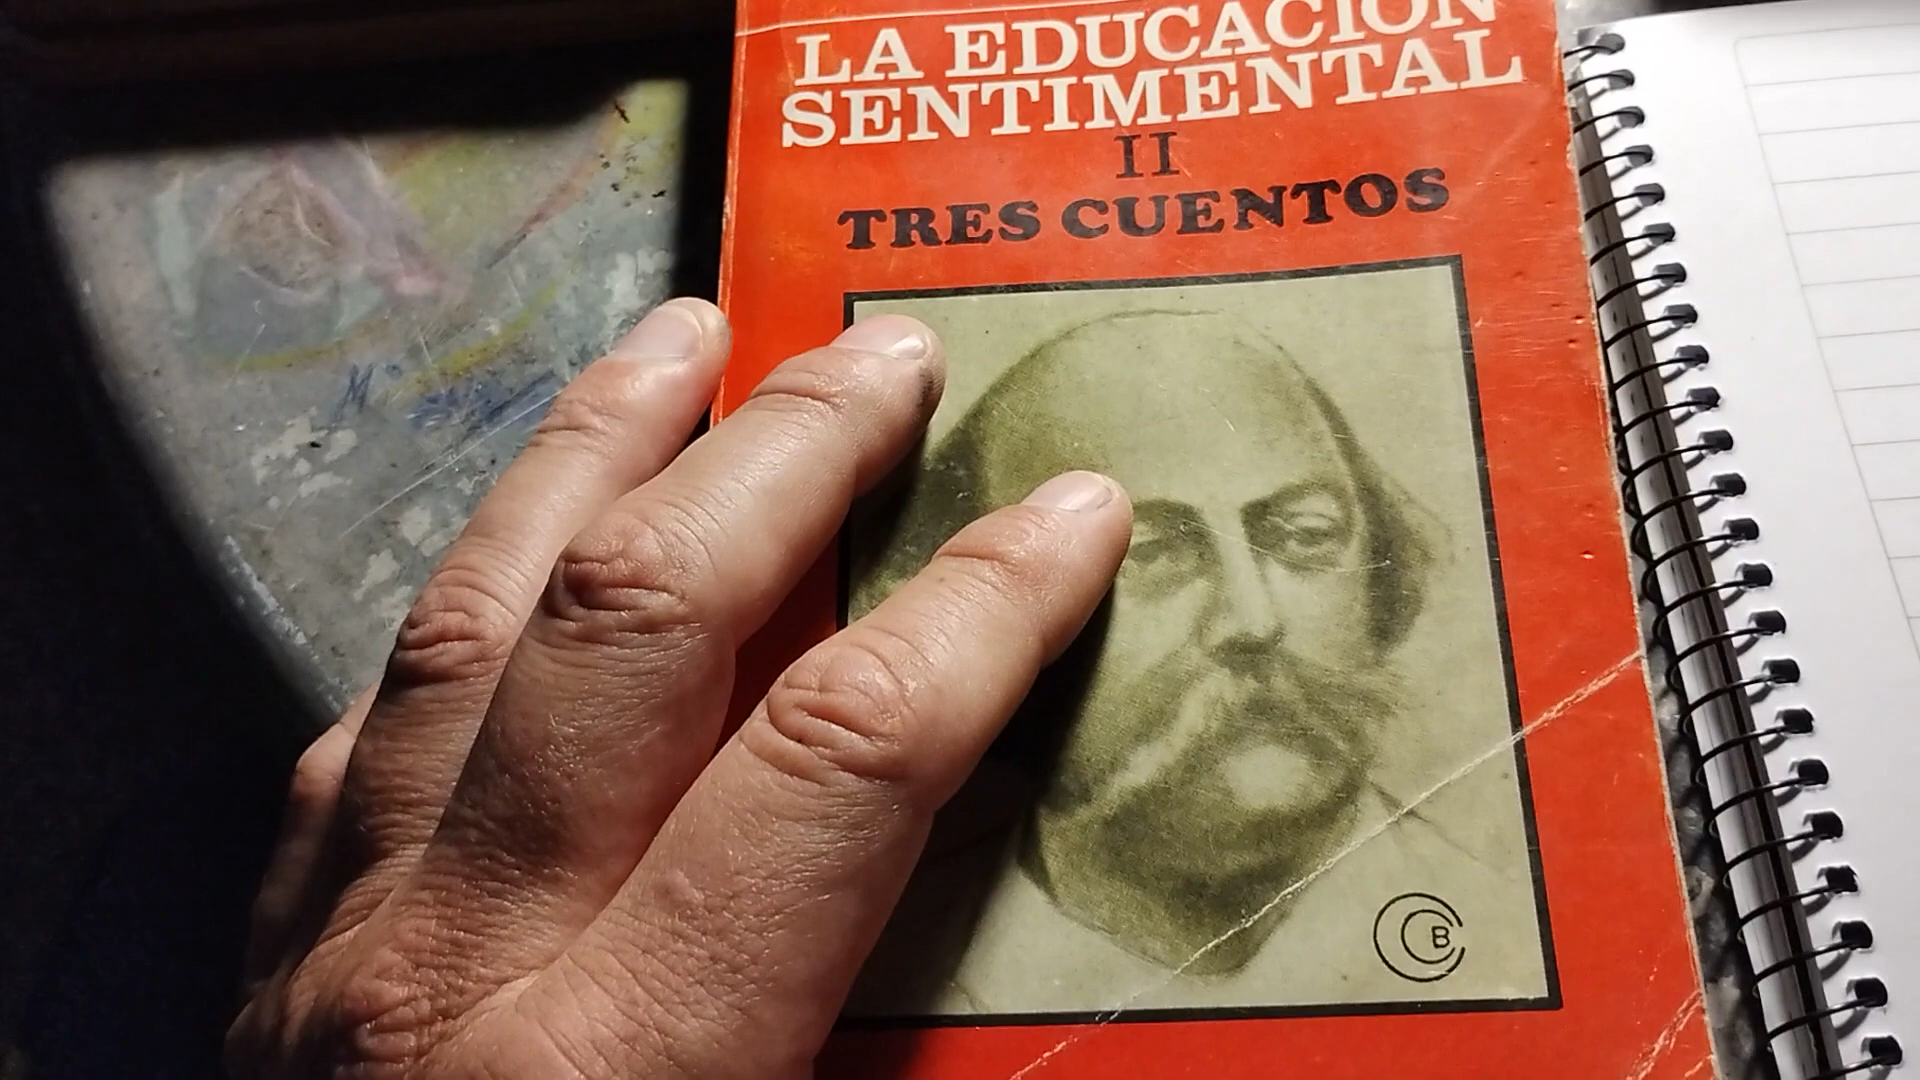 LA EDUCACION
SENTIMENTAL
II
TRES CUENTOS
B